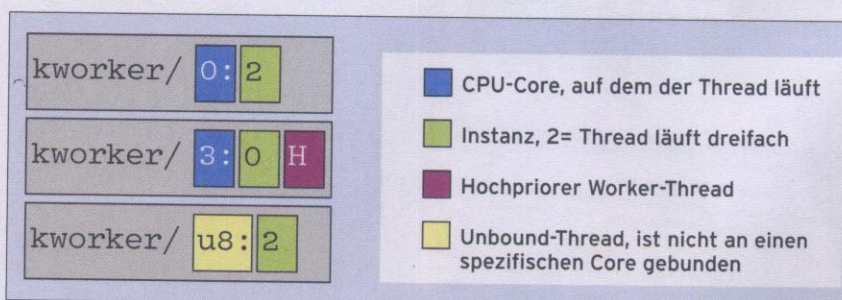 kworker/ 0:2
kworker/ 3:0 H
kworker/ u8:2
CPU-Core, auf dem der Thread läuft
Instanz, 2= Thread läuft dreifach
Hochpriorer Worker-Thread
Unbound-Thread, ist nicht an einen
spezifischen Core gebunden